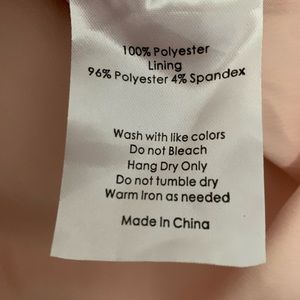 100% Polyester
Lining
96% Polyester 4% Spandex
Wash with like colors
Do not Bleach
Hang Dry Only
Do not tumble dry
Warm Iron as needed
Made In China